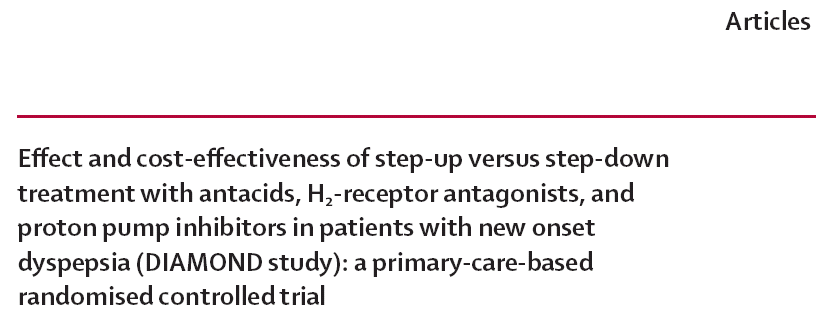 Articles
Effect and cost-effectiveness of step-up versus step-down
treatment with antacids, H₂-receptor antagonists, and
proton pump inhibitors in patients with new onset
dyspepsia (DIAMOND study): a primary-care-based
randomised controlled trial